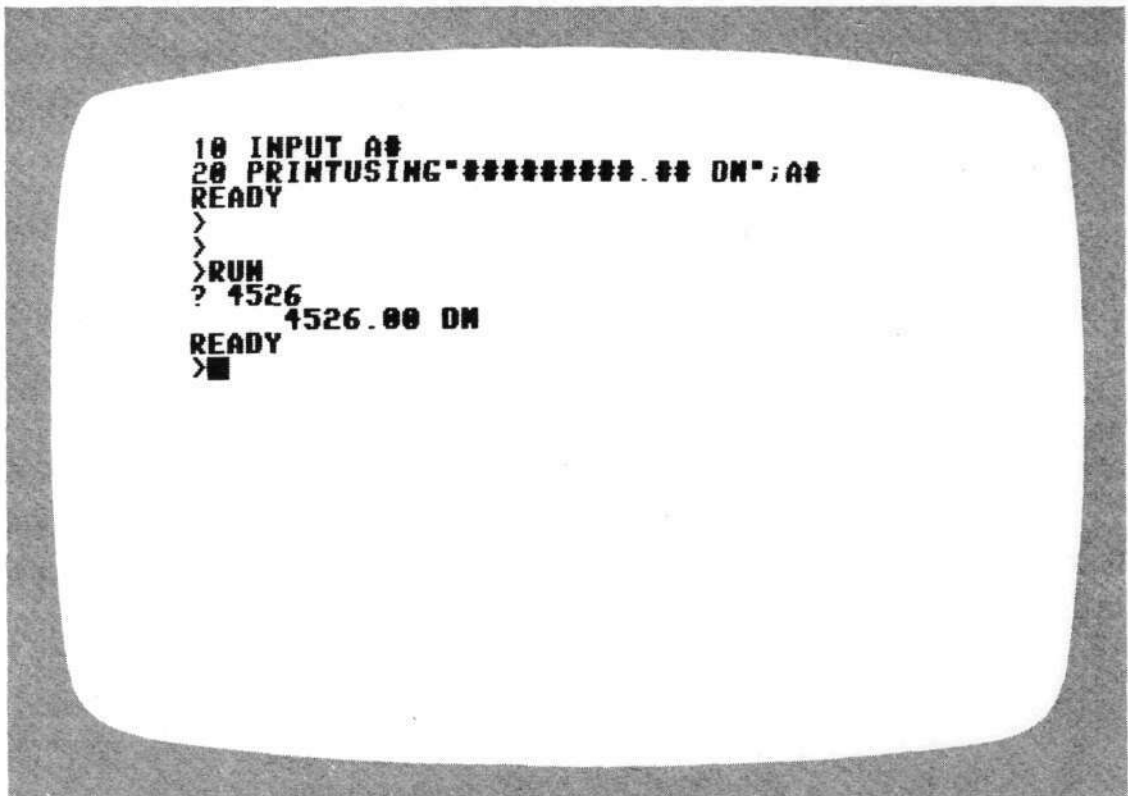 10 INPUT A#
20 PRINTUSING"#########.## DM";A#
READY
>
>
>RUN
? 4526
     4526.00 DM
READY
>